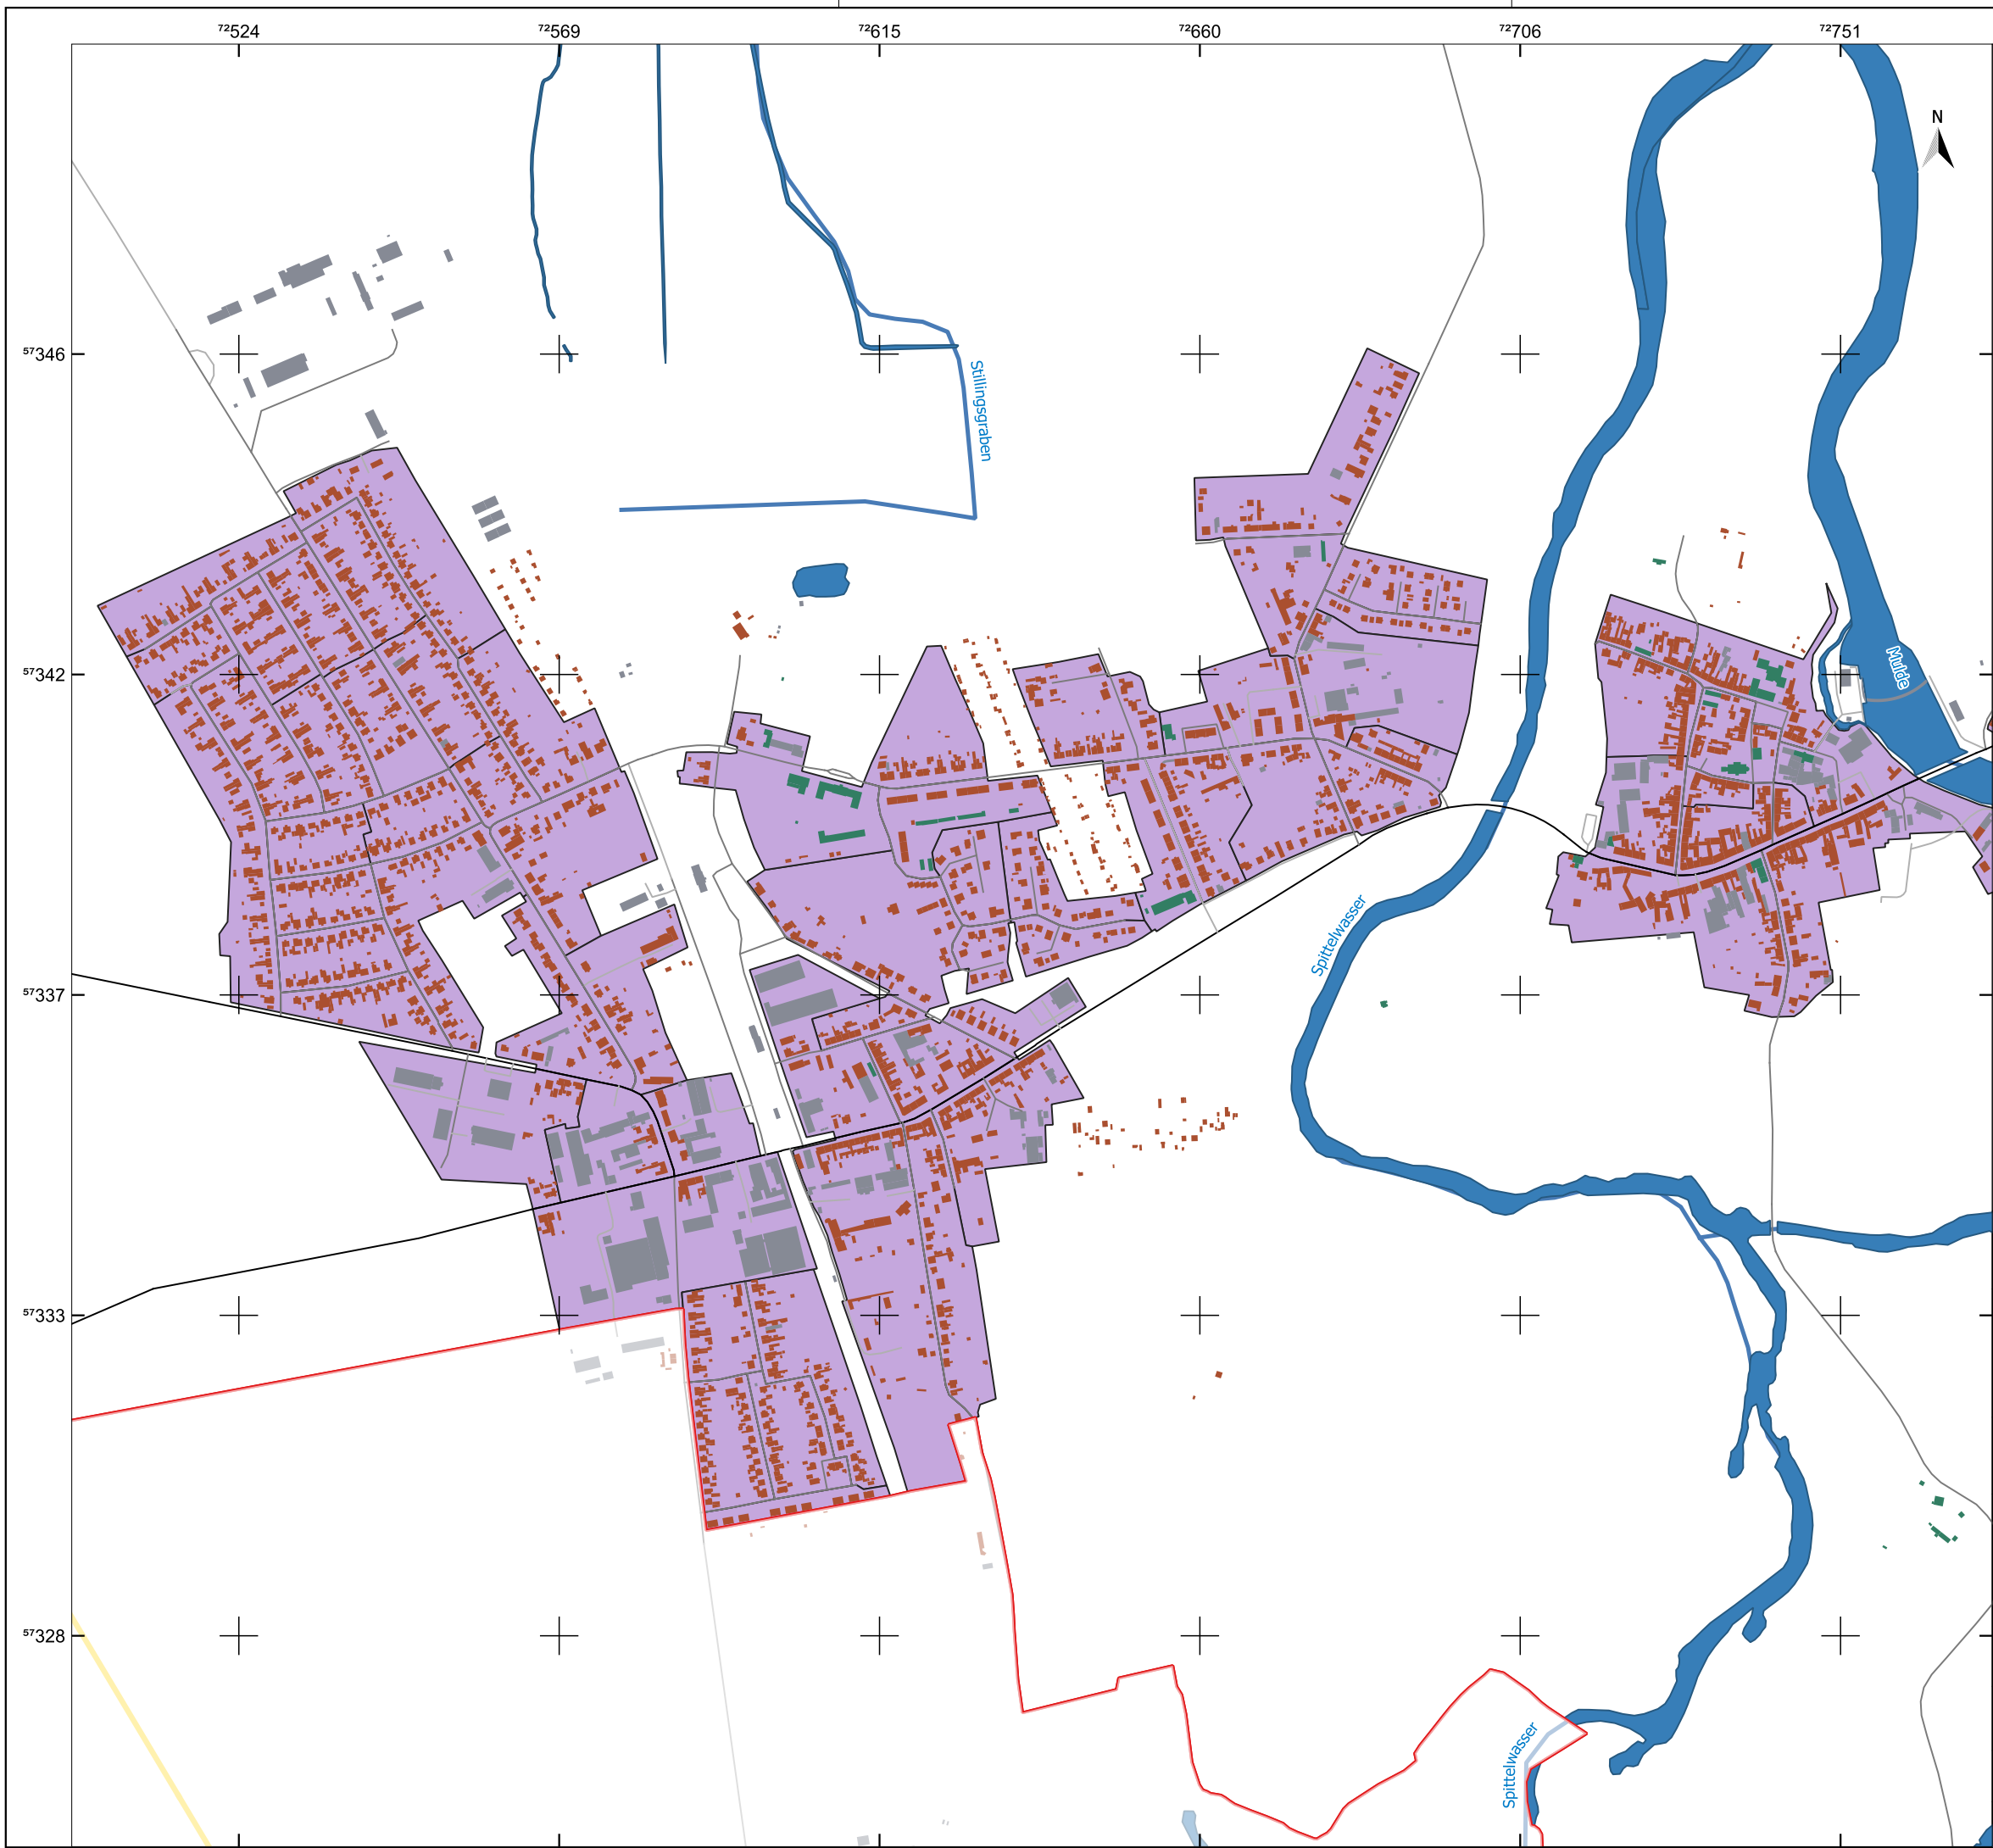 ⁷²524 ⁷²569 ⁷²615 ⁷²660 ⁷²706 ⁷²751
N
⁵⁷346
Stillingsgraben
⁵⁷342
Mulde
Spittelwasser
⁵⁷337
⁵⁷333
⁵⁷328
Spittelwasser